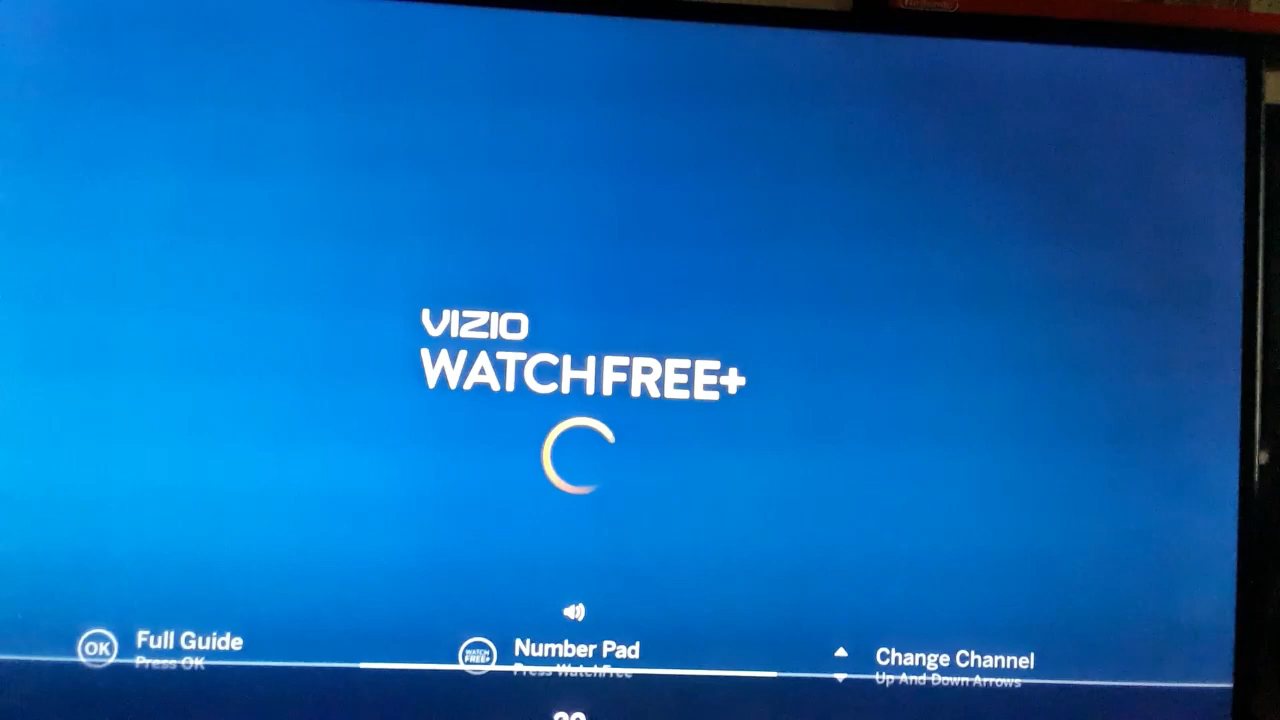 Nintendo
VIZIO
WATCHFREE+
OK
Full Guide
Press OK
WATCH
FREE+
Number Pad
Press WatchFree
Change Channel
Up And Down Arrows